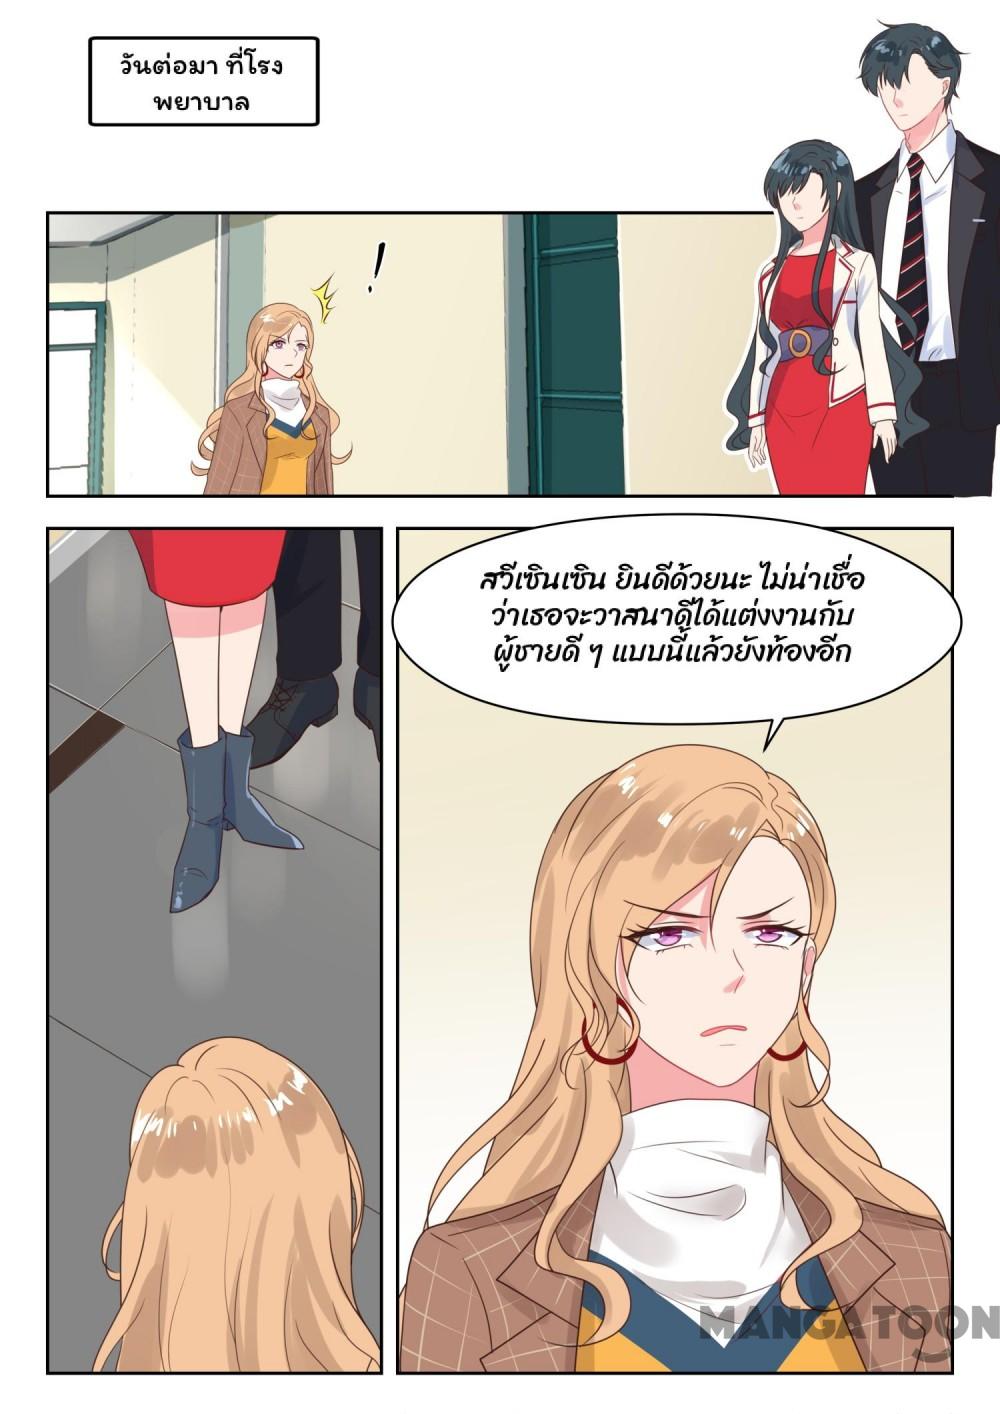 วันต่อมา ที่โรง
พยาบาล
!
สวีเซินเซิน ยินดีด้วยนะ ไม่น่าเชื่อ
ว่าเธอจะวาสนาดีได้แต่งงานกับ
ผู้ชายดี ๆ แบบนี้แล้วยังท้องอีก
MANGATOON